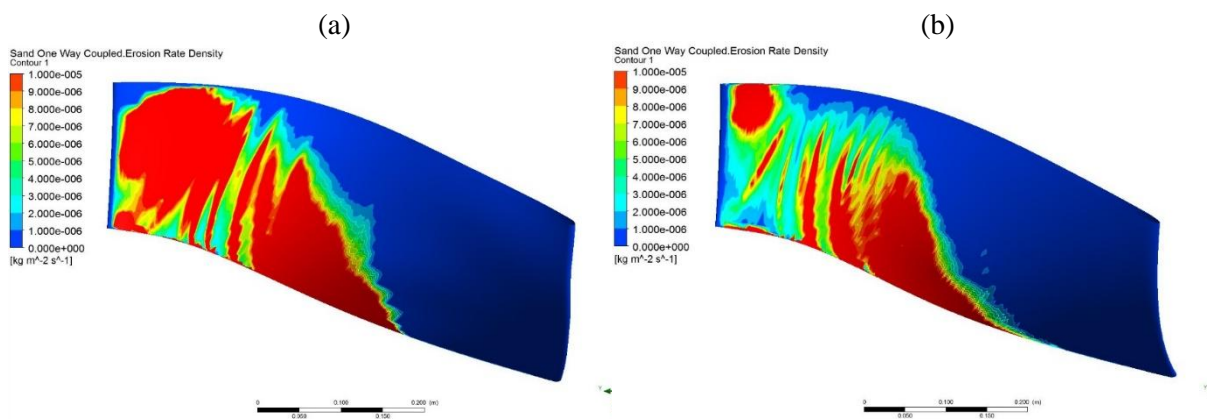 (a)
(b)
Sand One Way Coupled.Erosion Rate Density
Contour 1
1.000e-005
9.000e-006
8.000e-006
7.000e-006
6.000e-006
5.000e-006
4.000e-006
3.000e-006
2.000e-006
1.000e-006
0.000e+000
[kg m^-2 s^-1]
0 0.100 0.200 (m)
0.050 0.150
Sand One Way Coupled.Erosion Rate Density
Contour 1
1.000e-005
9.000e-006
8.000e-006
7.000e-006
6.000e-006
5.000e-006
4.000e-006
3.000e-006
2.000e-006
1.000e-006
0.000e+000
[kg m^-2 s^-1]
0 0.100 0.200 (m)
0.050 0.150